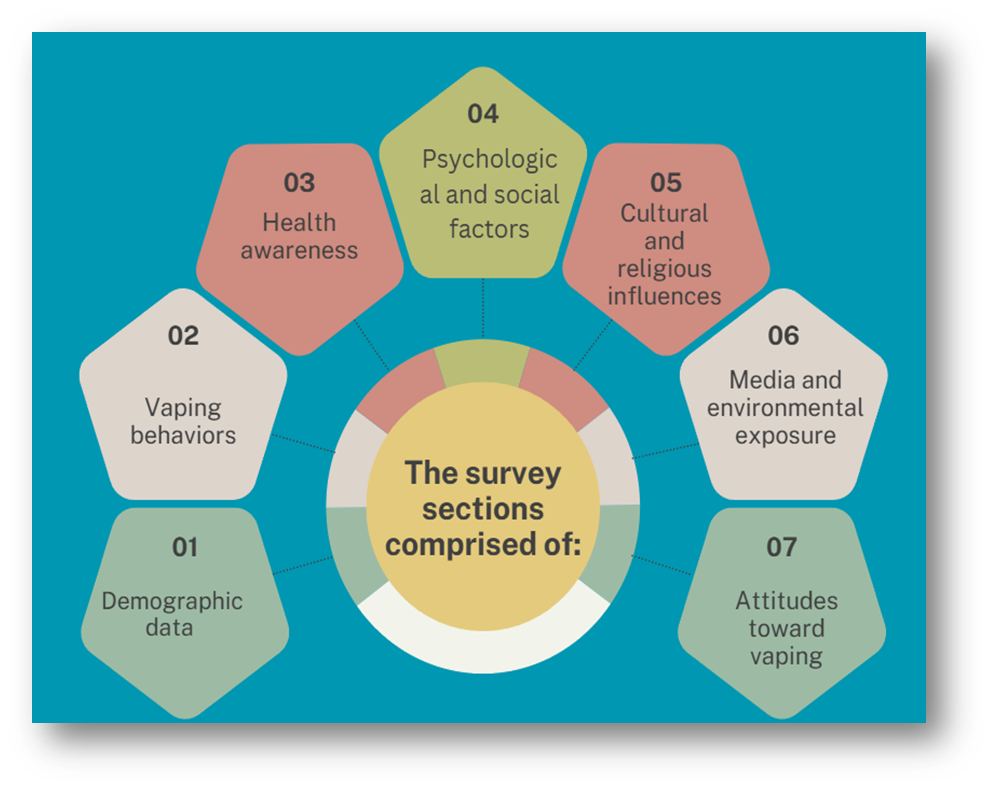 The survey
sections
comprised of:
01
Demographic
data
02
Vaping
behaviors
03
Health
awareness
04
Psychologic
al and social
factors
05
Cultural
and
religious
influences
06
Media and
environmental
exposure
07
Attitudes
toward
vaping